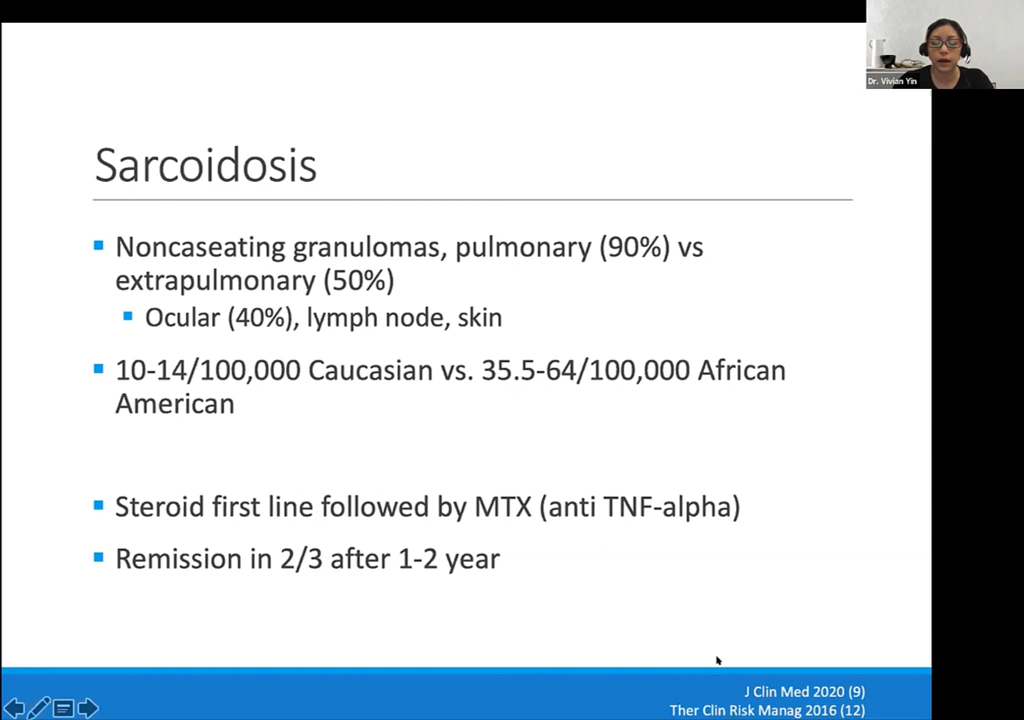 Dr. Vivian Yin
Sarcoidosis
Noncaseating granulomas, pulmonary (90%) vs
extrapulmonary (50%)
Ocular (40%), lymph node, skin
10-14/100,000 Caucasian vs. 35.5-64/100,000 African
American
Steroid first line followed by MTX (anti TNF-alpha)
Remission in 2/3 after 1-2 year
J Clin Med 2020 (9)
Ther Clin Risk Manag 2016 (12)